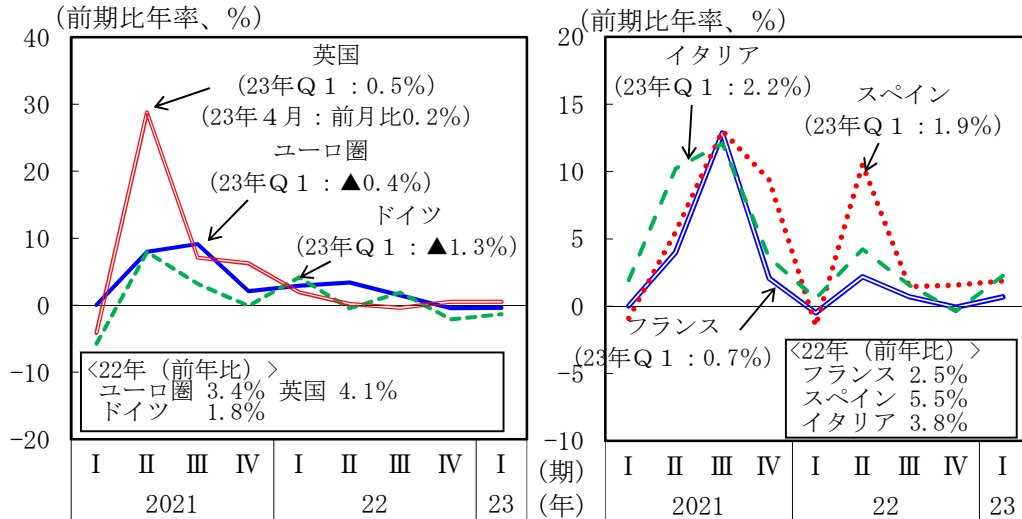 (前期比年率、%)
40
30
20
10
0
−10
−20
英国
(23年Q1:0.5%)
(23年4月:前月比0.2%)
ユーロ圏
(23年Q1:▲0.4%)
ドイツ
(23年Q1:▲1.3%)
<22年(前年比)>
ユーロ圏 3.4% 英国 4.1%
ドイツ 1.8%
Ⅰ Ⅱ Ⅲ Ⅳ Ⅰ Ⅱ Ⅲ Ⅳ Ⅰ (期)
2021 22 23 (年)
(前期比年率、%)
20
15
10
5
0
−5
−10
イタリア
(23年Q1:2.2%)
スペイン
(23年Q1:1.9%)
フランス
(23年Q1:0.7%)
<22年(前年比)>
フランス 2.5%
スペイン 5.5%
イタリア 3.8%
Ⅰ Ⅱ Ⅲ Ⅳ Ⅰ Ⅱ Ⅲ Ⅳ Ⅰ
2021 22 23